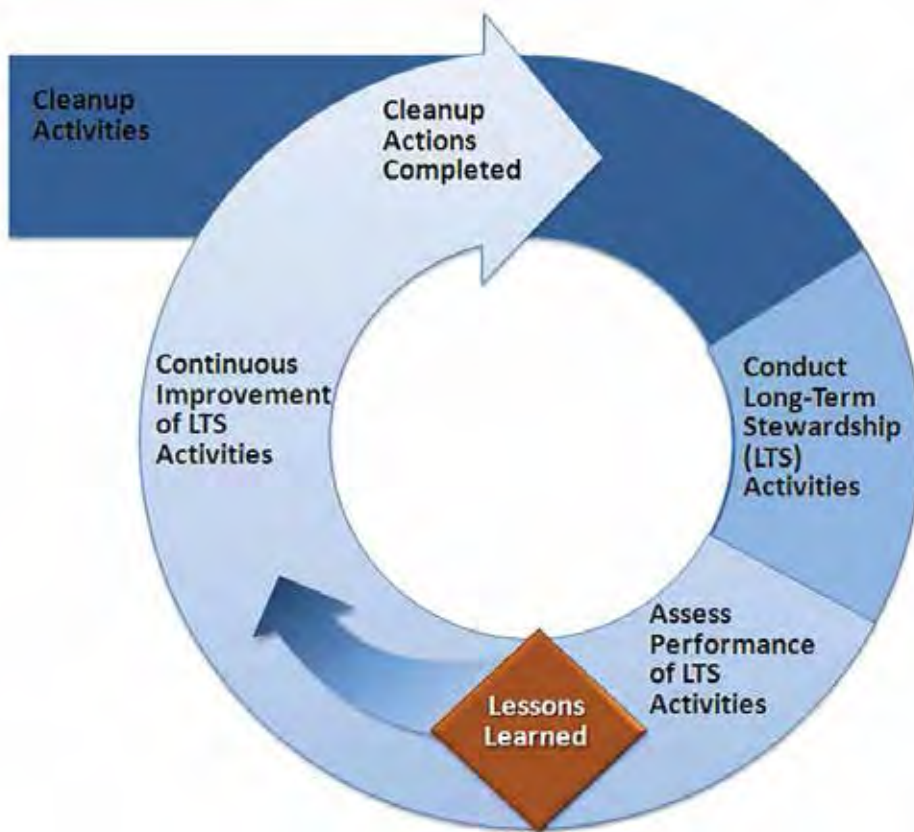 Cleanup
Activities
Cleanup
Actions
Completed
Continuous
Improvement
of LTS
Activities
Conduct
Long-Term
Stewardship
(LTS)
Activities
Assess
Performance
of LTS
Activities
Lessons
Learned